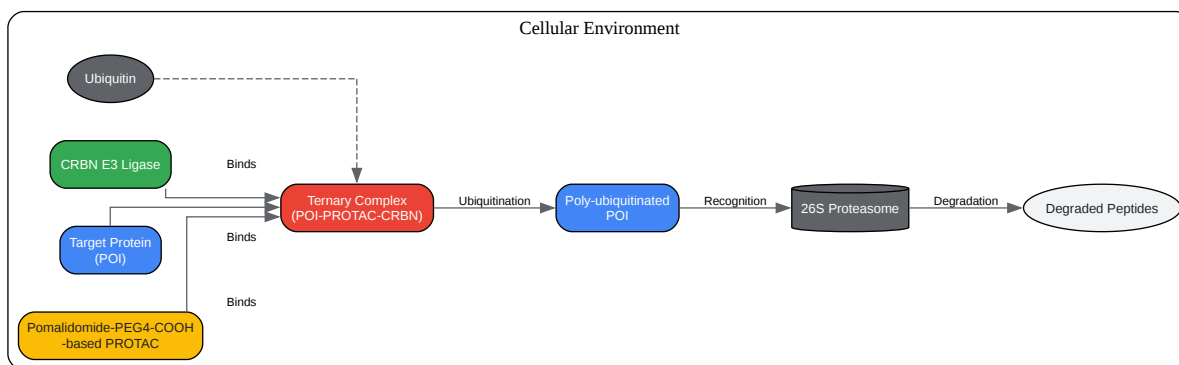 Cellular Environment
Ubiquitin
CRBN E3 Ligase
Binds
Ternary Complex
(POI-PROTAC-CRBN)
Ubiquitination
Poly-ubiquitinated
POI
Recognition
26S Proteasome
Degradation
Degraded Peptides
Target Protein
(POI)
Binds
Pomalidomide-PEG4-COOH
-based PROTAC
Binds